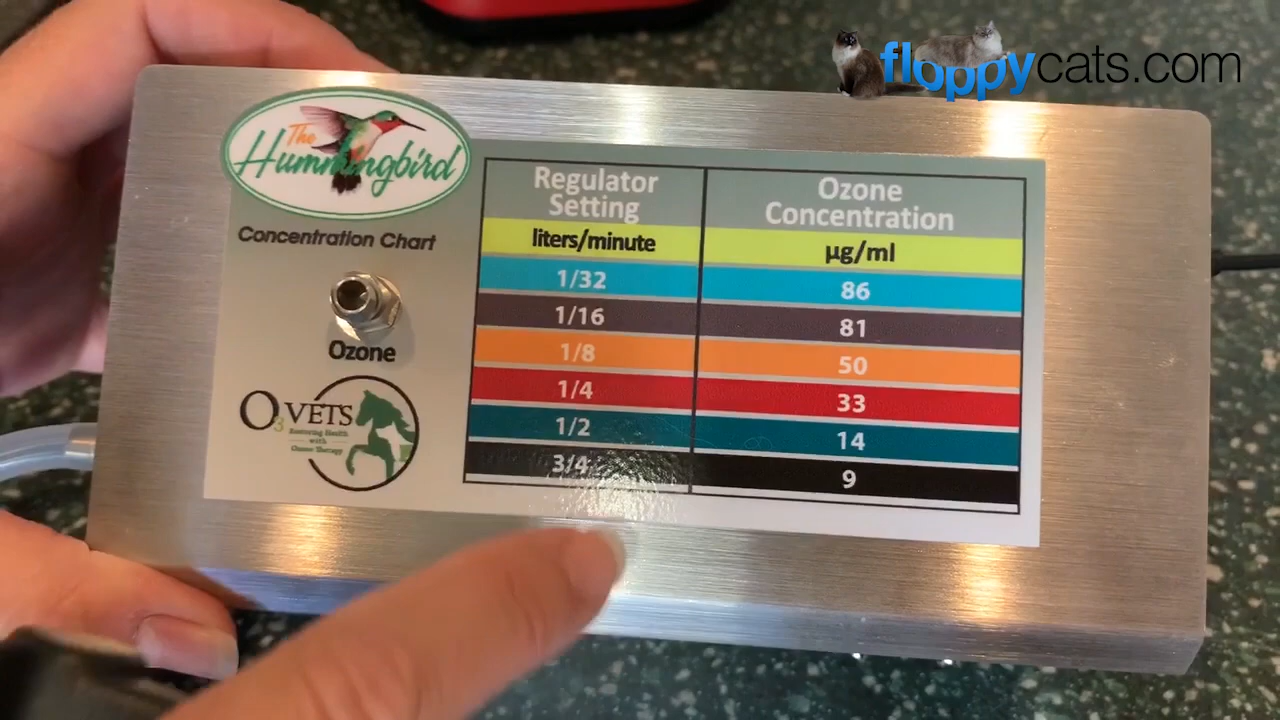 floppycats.com
The
Hummingbird
Concentration Chart
Ozone
O3VETS
Restoring Health
with
Ozone Therapy
Regulator Setting
Ozone Concentration
liters/minute
µg/ml
1/32 86
1/16 81
1/8 50
1/4 33
1/2 14
3/4 9